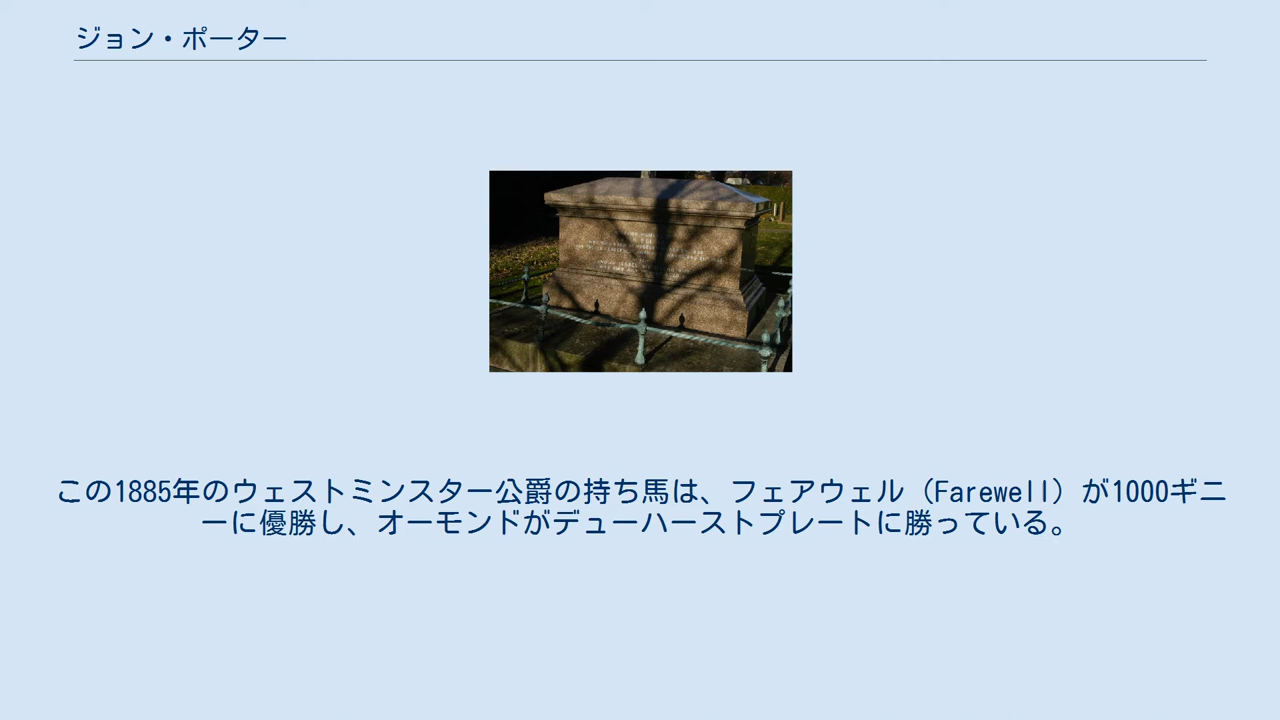 ジョン・ポーター
この1885年のウェストミンスター公爵の持ち馬は、フェアウェル（Farewell）が1000ギニ
ーに優勝し、オーモンドがデューハーストプレートに勝っている。